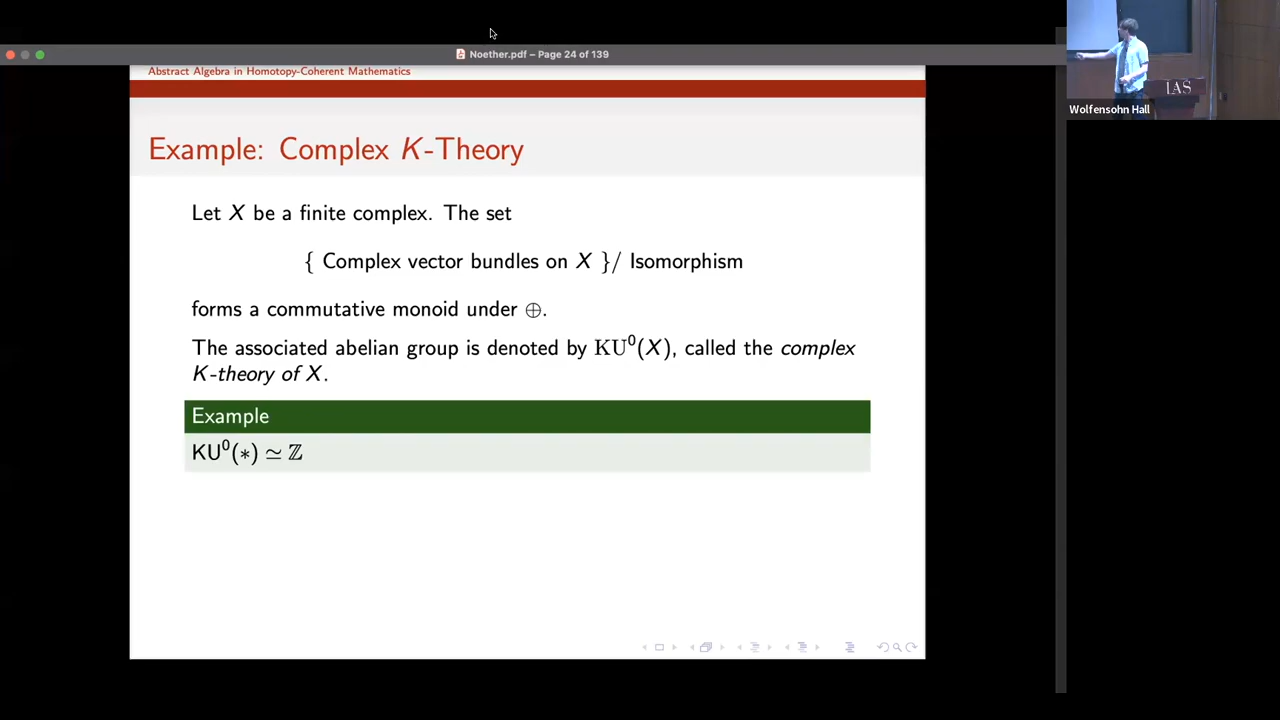 Noether.pdf – Page 24 of 139
Abstract Algebra in Homotopy-Coherent Mathematics
IAS
Wolfensohn Hall
Example: Complex K-Theory
Let X be a finite complex. The set
{ Complex vector bundles on X }/ Isomorphism
forms a commutative monoid under ⊕.
The associated abelian group is denoted by KU⁰(X), called the complex
K-theory of X.
Example
KU⁰(∗) ≃ ℤ